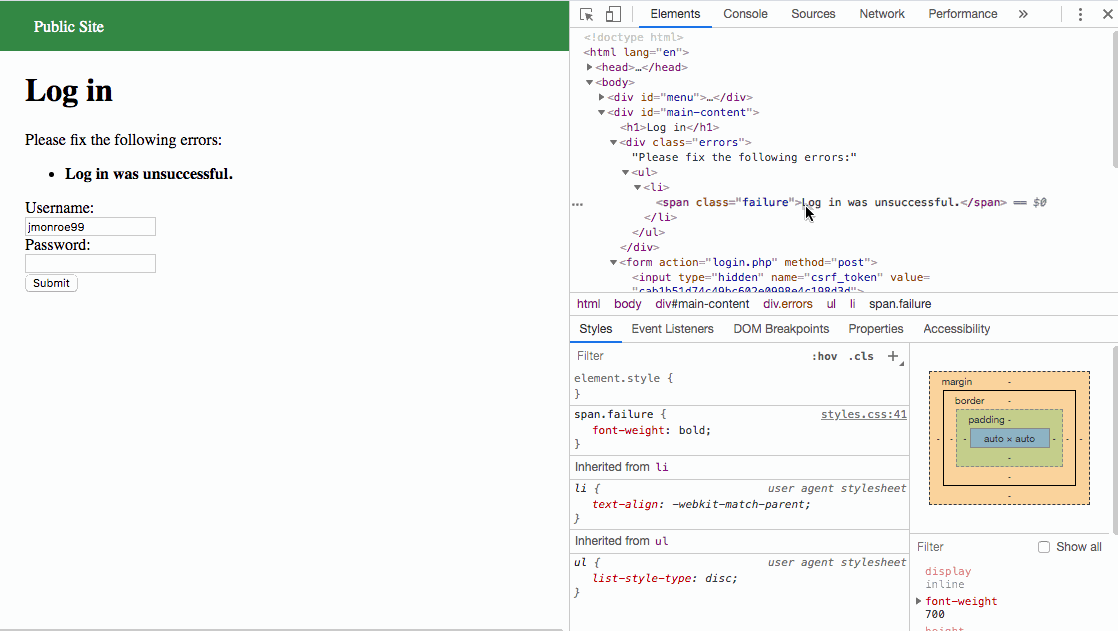 Public Site
Log in
Please fix the following errors:
• Log in was unsuccessful.
Username:
jmonroe99
Password:
Submit
Elements Console Sources Network Performance »
<!doctype html>
<html lang="en">
<head>…</head>
<body>
<div id="menu">…</div>
<div id="main-content">
<h1>Log in</h1>
<div class="errors">
"Please fix the following errors:"
<ul>
<li>
… <span class="failure">Log in was unsuccessful.</span> == $0
</li>
</ul>
</div>
<form action="login.php" method="post">
<input type="hidden" name="csrf_token" value=
html body div#main-content div.errors ul li span.failure
Styles Event Listeners DOM Breakpoints Properties Accessibility
Filter :hov .cls +
element.style {
}
span.failure { styles.css:41
font-weight: bold;
}
Inherited from li
li { user agent stylesheet
text-align: -webkit-match-parent;
}
Inherited from ul
ul { user agent stylesheet
list-style-type: disc;
}
margin -
border -
padding -
- - - auto × auto - - -
-
-
-
Filter Show all
display
inline
font-weight
700
height